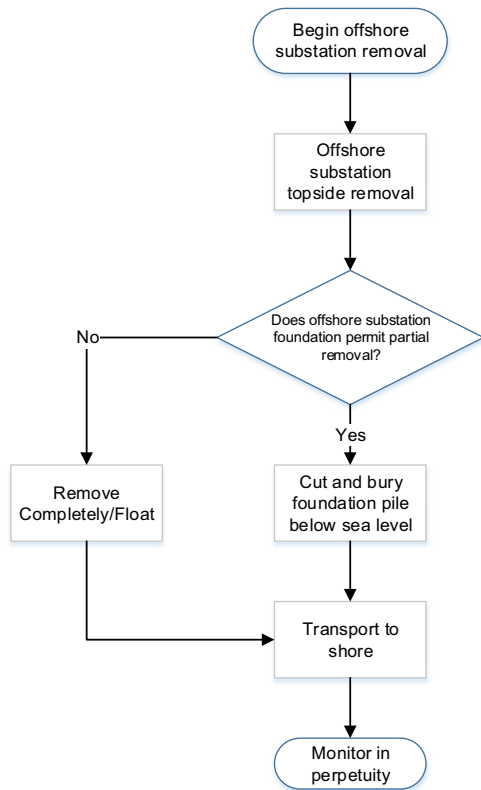 Begin offshore
substation removal
Offshore
substation
topside removal
Does offshore substation
foundation permit partial
removal?
No
Yes
Remove
Completely/Float
Cut and bury
foundation pile
below sea level
Transport to
shore
Monitor in
perpetuity